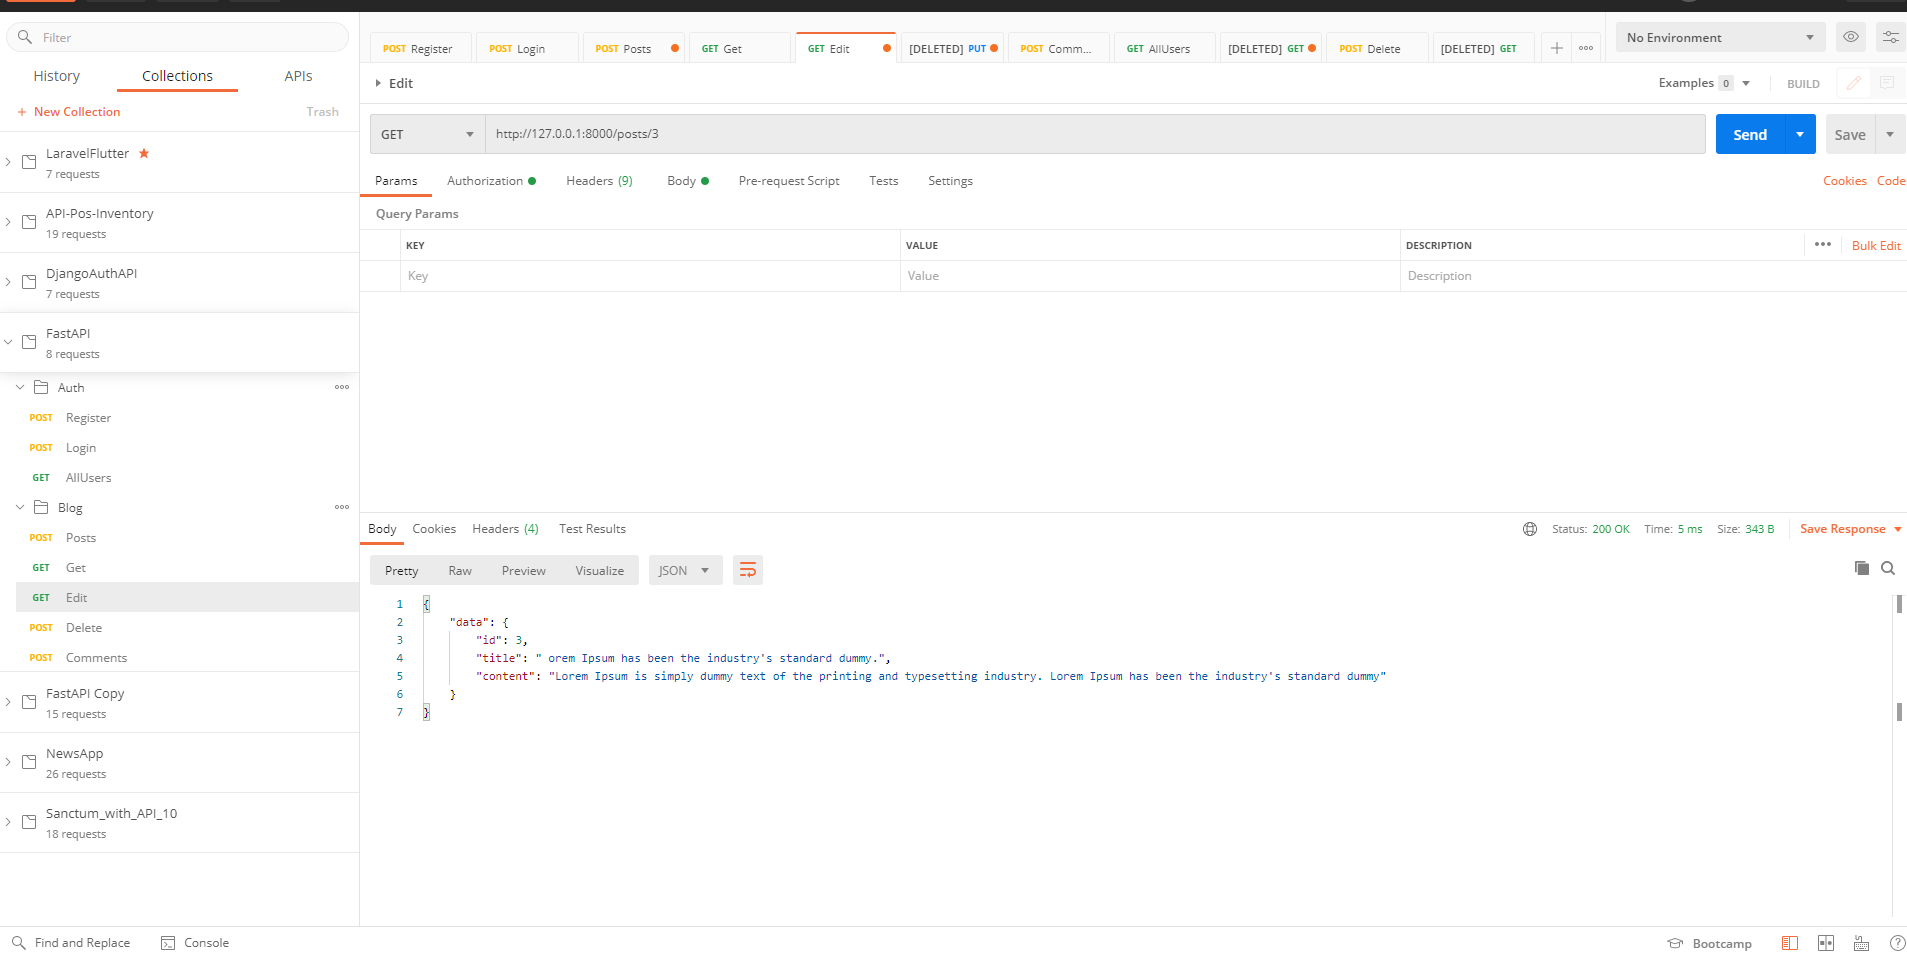 Filter
History Collections APIs
+ New Collection Trash
LaravelFlutter
7 requests
API-Pos-Inventory
19 requests
DjangoAuthAPI
7 requests
FastAPI
8 requests
Auth
POST Register
POST Login
GET AllUsers
Blog
POST Posts
GET Get
GET Edit
POST Delete
POST Comments
FastAPI Copy
15 requests
NewsApp
26 requests
Sanctum_with_API_10
18 requests
POST Register POST Login POST Posts GET Get GET Edit [DELETED] PUT POST Comm... GET AllUsers [DELETED] GET POST Delete [DELETED] GET
No Environment
Edit
Examples 0 BUILD
GET http://127.0.0.1:8000/posts/3 Send Save
Params Authorization Headers (9) Body Pre-request Script Tests Settings Cookies Code
Query Params
KEY VALUE DESCRIPTION Bulk Edit
Key Value Description
Body Cookies Headers (4) Test Results Status: 200 OK Time: 5 ms Size: 343 B Save Response
Pretty Raw Preview Visualize JSON
1 {
2 "data": {
3 "id": 3,
4 "title": " orem Ipsum has been the industry's standard dummy.",
5 "content": "Lorem Ipsum is simply dummy text of the printing and typesetting industry. Lorem Ipsum has been the industry's standard dummy"
6 }
7 }
Find and Replace Console Bootcamp